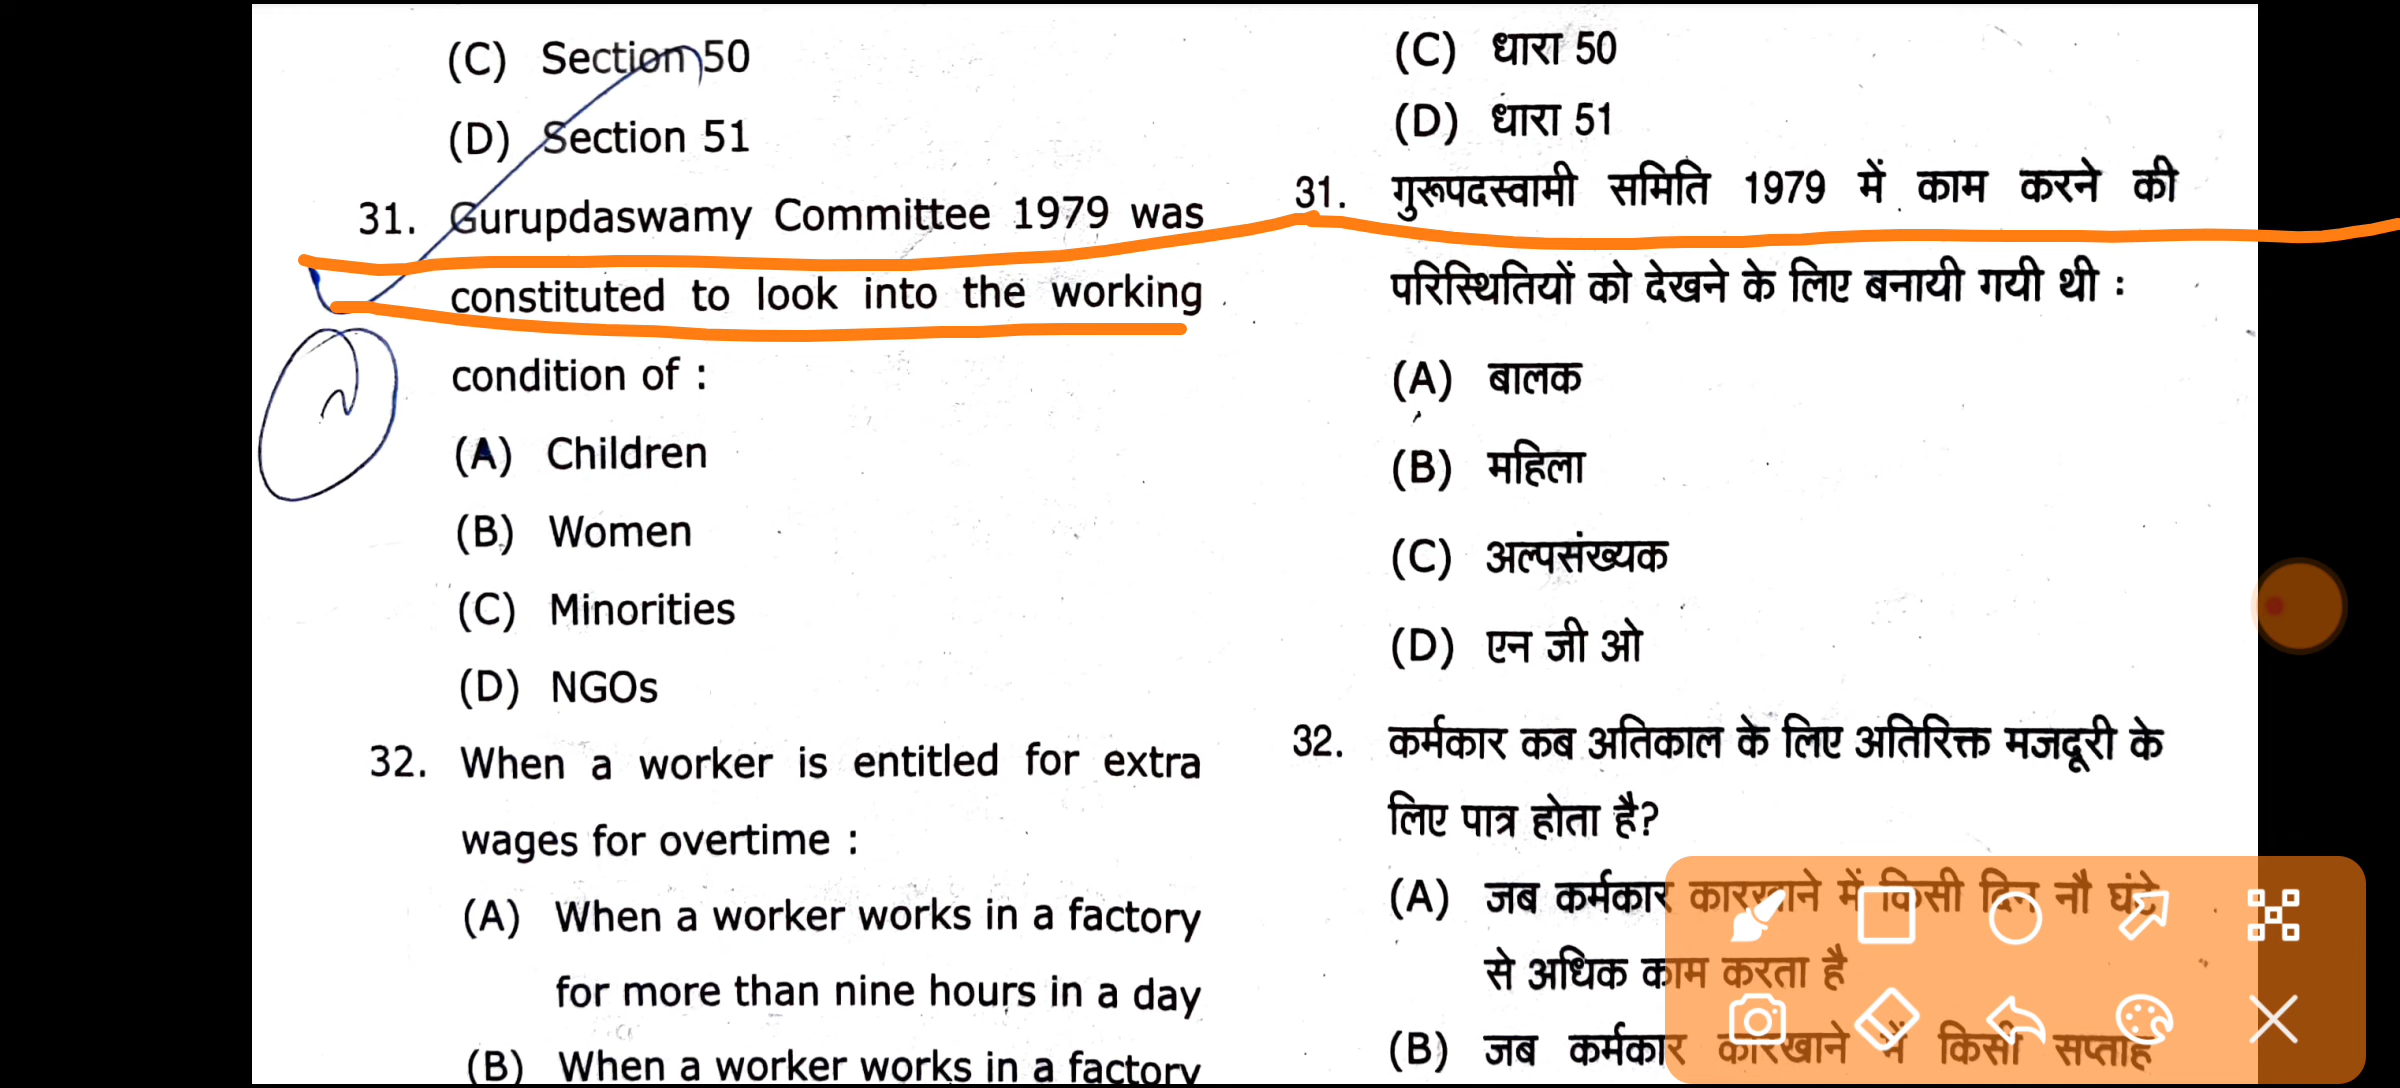 (C) Section 50
(D) Section 51
31. Gurupdaswamy Committee 1979 was
constituted to look into the working
condition of :
(A) Children
(B) Women
(C) Minorities
(D) NGOs
32. When a worker is entitled for extra
wages for overtime :
(A) When a worker works in a factory
for more than nine hours in a day
(B) When a worker works in a factory
(C) धारा 50
(D) धारा 51
31. गुरूपदस्वामी समिति 1979 में काम करने की
परिस्थितियों को देखने के लिए बनायी गयी थी :
(A) बालक
(B) महिला
(C) अल्पसंख्यक
(D) एन जी ओ
32. कर्मकार कब अतिकाल के लिए अतिरिक्त मजदूरी के
लिए पात्र होता है?
(A) जब कर्मकार कारखाने में किसी दिन नौ घंटे
से अधिक काम करता है
(B) जब कर्मकार कारखाने में किसी सप्ताह